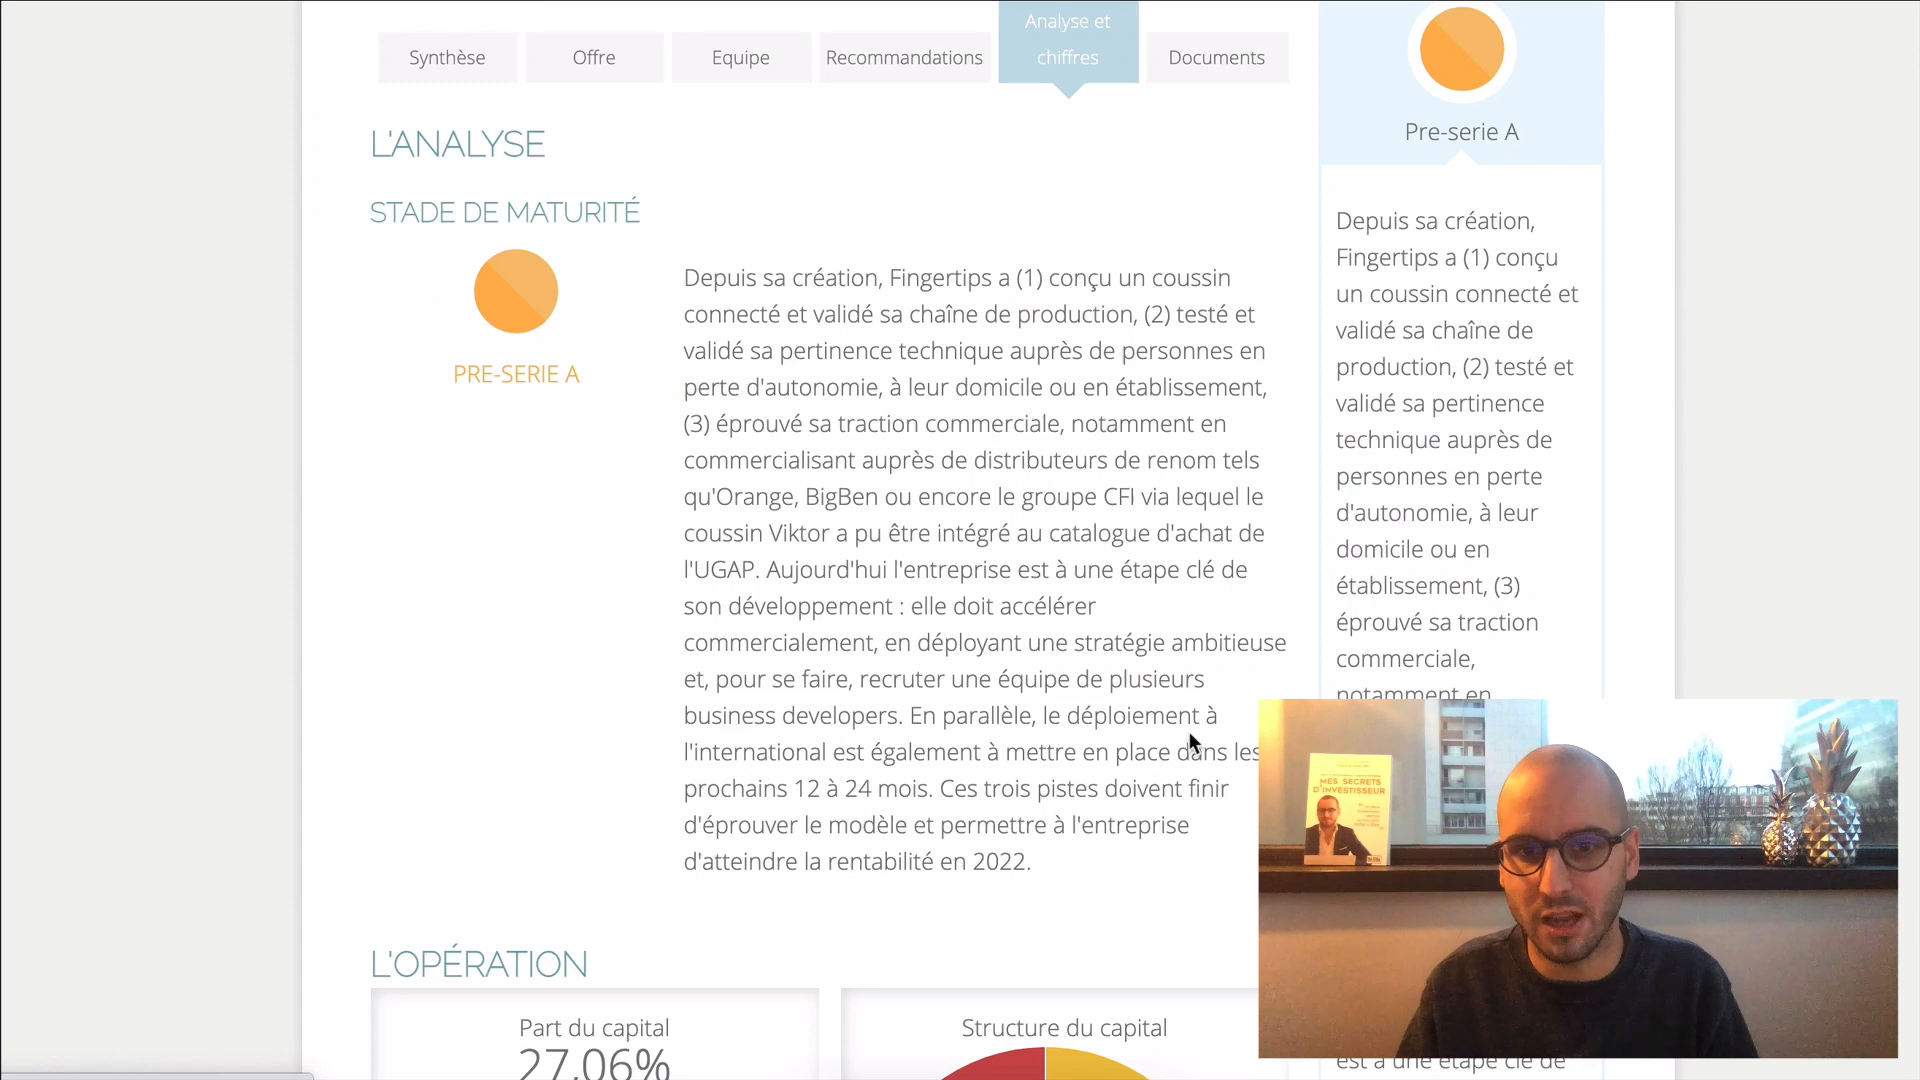 Synthèse
Offre
Equipe
Recommandations
Analyse et
chiffres
Documents
L'ANALYSE
STADE DE MATURITÉ
PRE-SERIE A
Depuis sa création, Fingertips a (1) conçu un coussin
connecté et validé sa chaîne de production, (2) testé et
validé sa pertinence technique auprès de personnes en
perte d'autonomie, à leur domicile ou en établissement,
(3) éprouvé sa traction commerciale, notamment en
commercialisant auprès de distributeurs de renom tels
qu'Orange, BigBen ou encore le groupe CFI via lequel le
coussin Viktor a pu être intégré au catalogue d'achat de
l'UGAP. Aujourd'hui l'entreprise est à une étape clé de
son développement : elle doit accélérer
commercialement, en déployant une stratégie ambitieuse
et, pour se faire, recruter une équipe de plusieurs
business developers. En parallèle, le déploiement à
l'international est également à mettre en place dans les
prochains 12 à 24 mois. Ces trois pistes doivent finir
d'éprouver le modèle et permettre à l'entreprise
d'atteindre la rentabilité en 2022.
L'OPÉRATION
Part du capital
27,06%
Structure du capital
Pre-serie A
Depuis sa création,
Fingertips a (1) conçu
un coussin connecté et
validé sa chaîne de
production, (2) testé et
validé sa pertinence
technique auprès de
personnes en perte
d'autonomie, à leur
domicile ou en
établissement, (3)
éprouvé sa traction
commerciale,
notamment en
est à une étape clé de
MES SECRETS
D'INVESTISSEUR